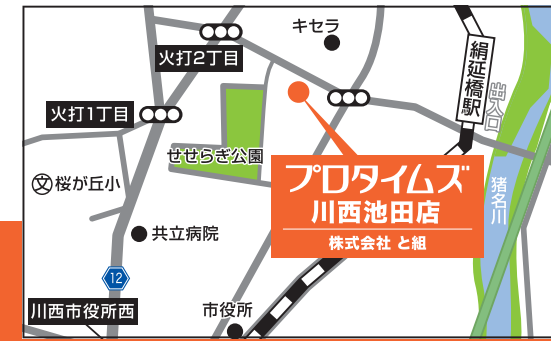 キセラ
火打2丁目
絹延橋駅
出入口
火打1丁目
せせらぎ公園
文桜が丘小
プロタイムズ
川西池田店
株式会社 と組
猪名川
共立病院
12
川西市役所西
市役所